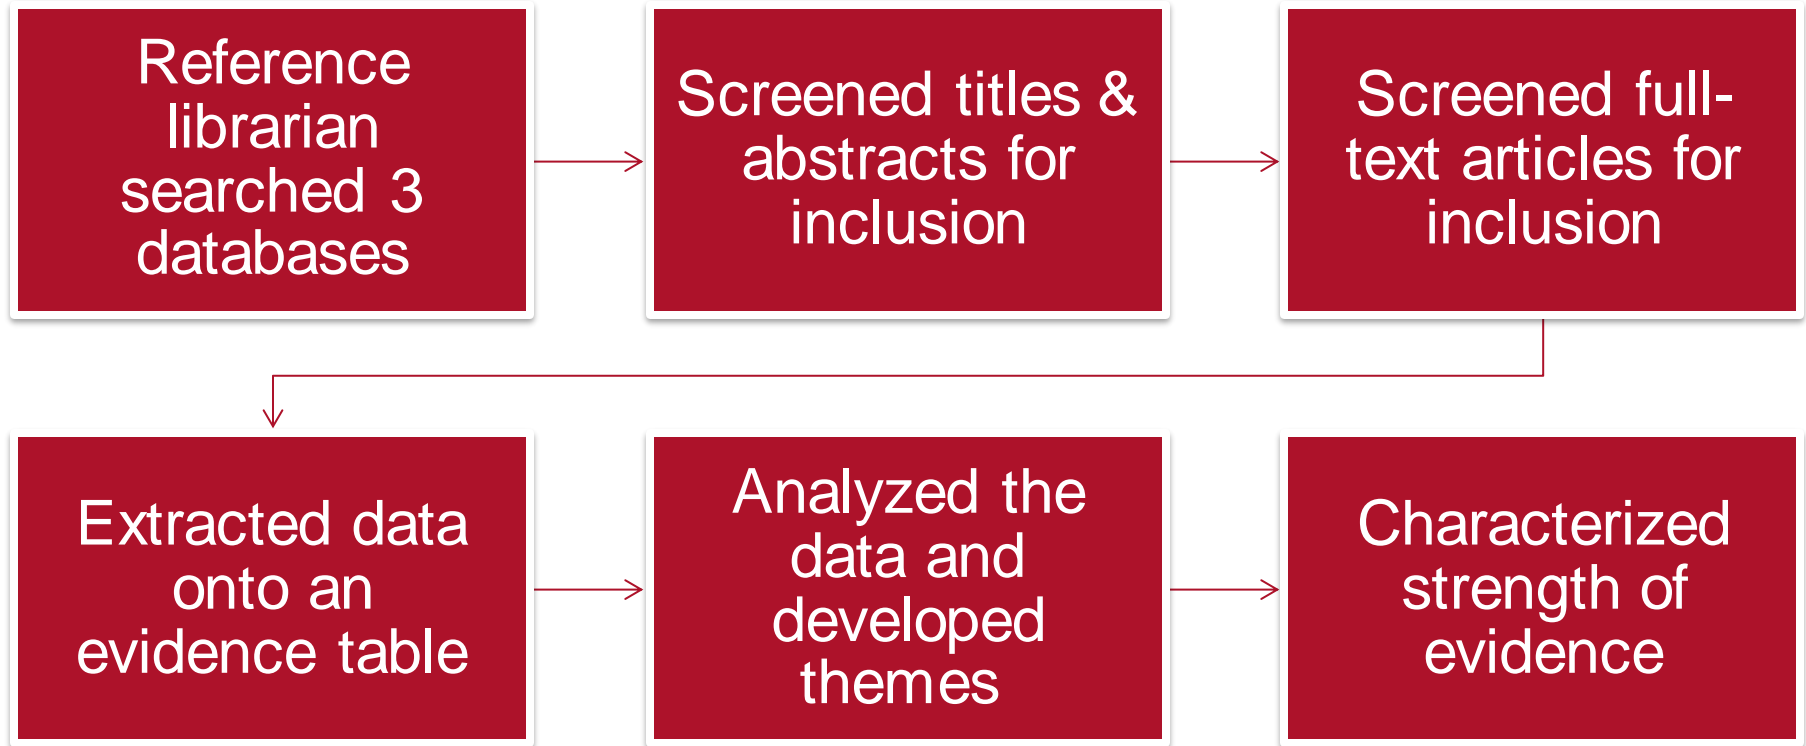 Reference
librarian
searched 3
databases
Screened titles &
abstracts for
inclusion
Screened full-
text articles for
inclusion
Extracted data
onto an
evidence table
Analyzed the
data and
developed
themes
Characterized
strength of
evidence